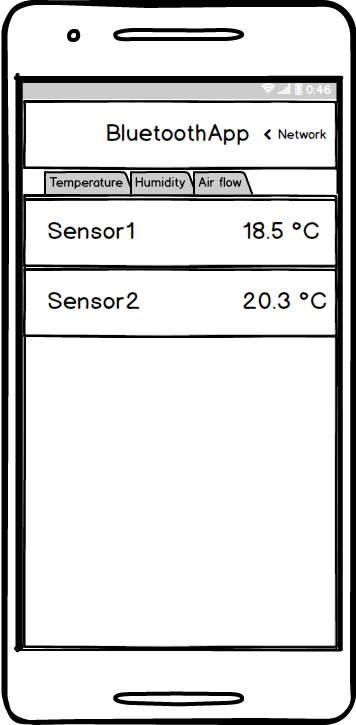 0:46
BluetoothApp Network
Temperature Humidity Air flow
Sensor1 18.5 °C
Sensor2 20.3 °C